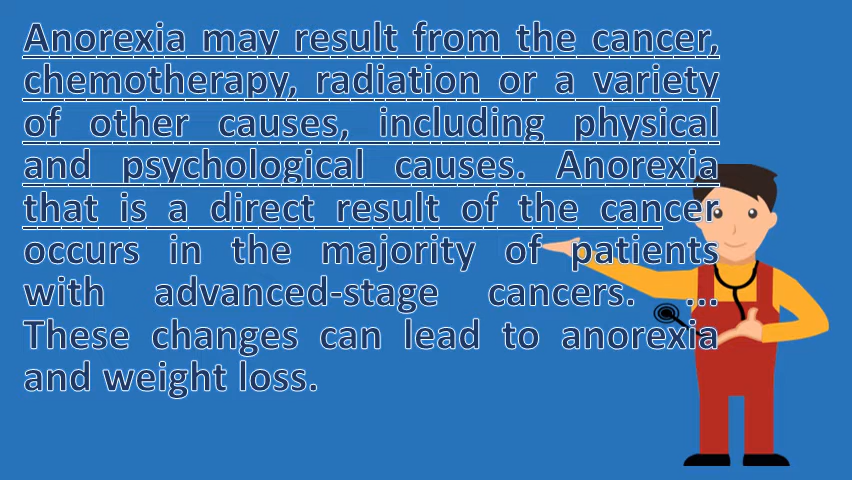 Anorexia may result from the cancer,
chemotherapy, radiation or a variety
of other causes, including physical
and psychological causes. Anorexia
that is a direct result of the cancer
occurs in the majority of patients
with advanced-stage cancers. ...
These changes can lead to anorexia
and weight loss.